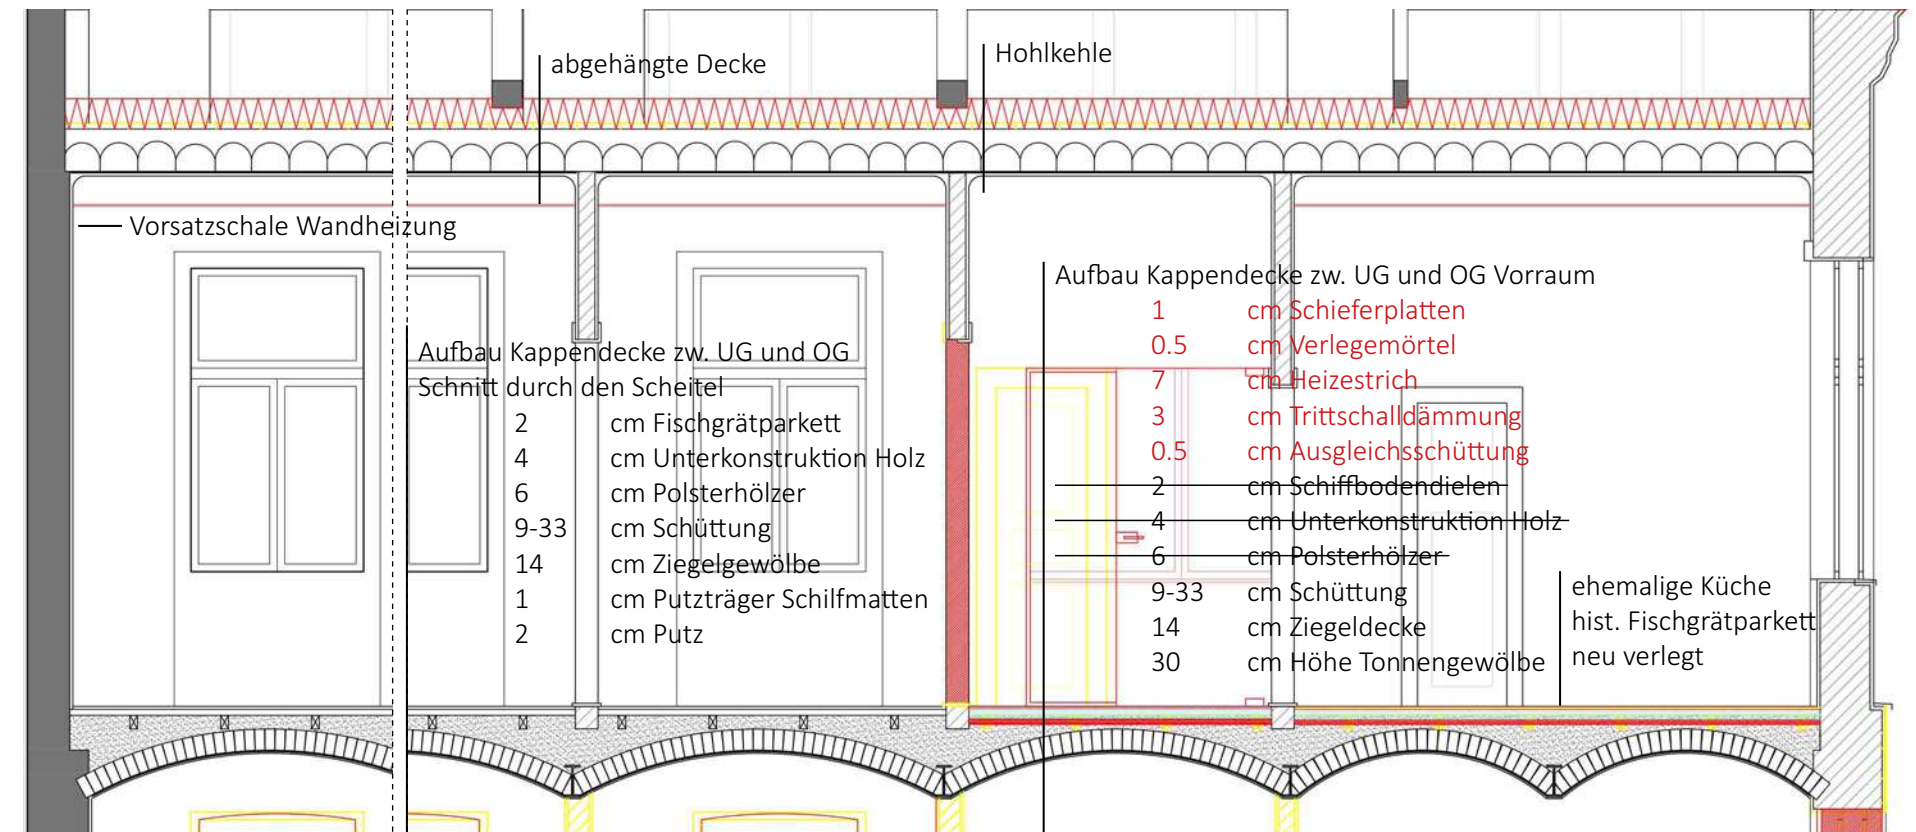 abgehängte Decke
Hohlkehle
Vorsatzschale Wandheizung
Aufbau Kappendecke zw. UG und OG
Schnitt durch den Scheitel
2 cm Fischgrätparkett
4 cm Unterkonstruktion Holz
6 cm Polsterhölzer
9-33 cm Schüttung
14 cm Ziegelgewölbe
1 cm Putzträger Schilfmatten
2 cm Putz
Aufbau Kappendecke zw. UG und OG Vorraum
1 cm Schieferplatten
0.5 cm Verlegemörtel
7 cm Heizestrich
3 cm Trittschalldämmung
0.5 cm Ausgleichsschüttung
2 cm Schiffbodendielen
4 cm Unterkonstruktion Holz
6 cm Polsterhölzer
9-33 cm Schüttung
14 cm Ziegeldecke
30 cm Höhe Tonnengewölbe
ehemalige Küche
hist. Fischgrätparkett
neu verlegt